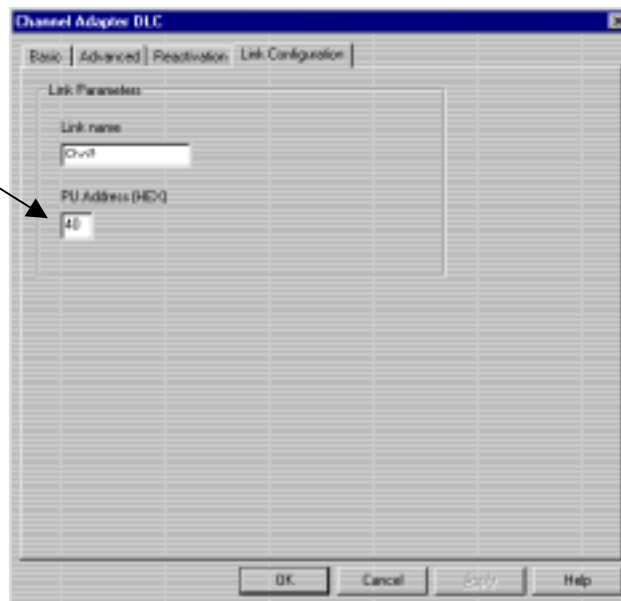 Channel Adapter DLC
Basic Advanced Reactivation Link Configuration
Link Parameters
Link name
PU Address (HEX)
40
OK Cancel Apply Help